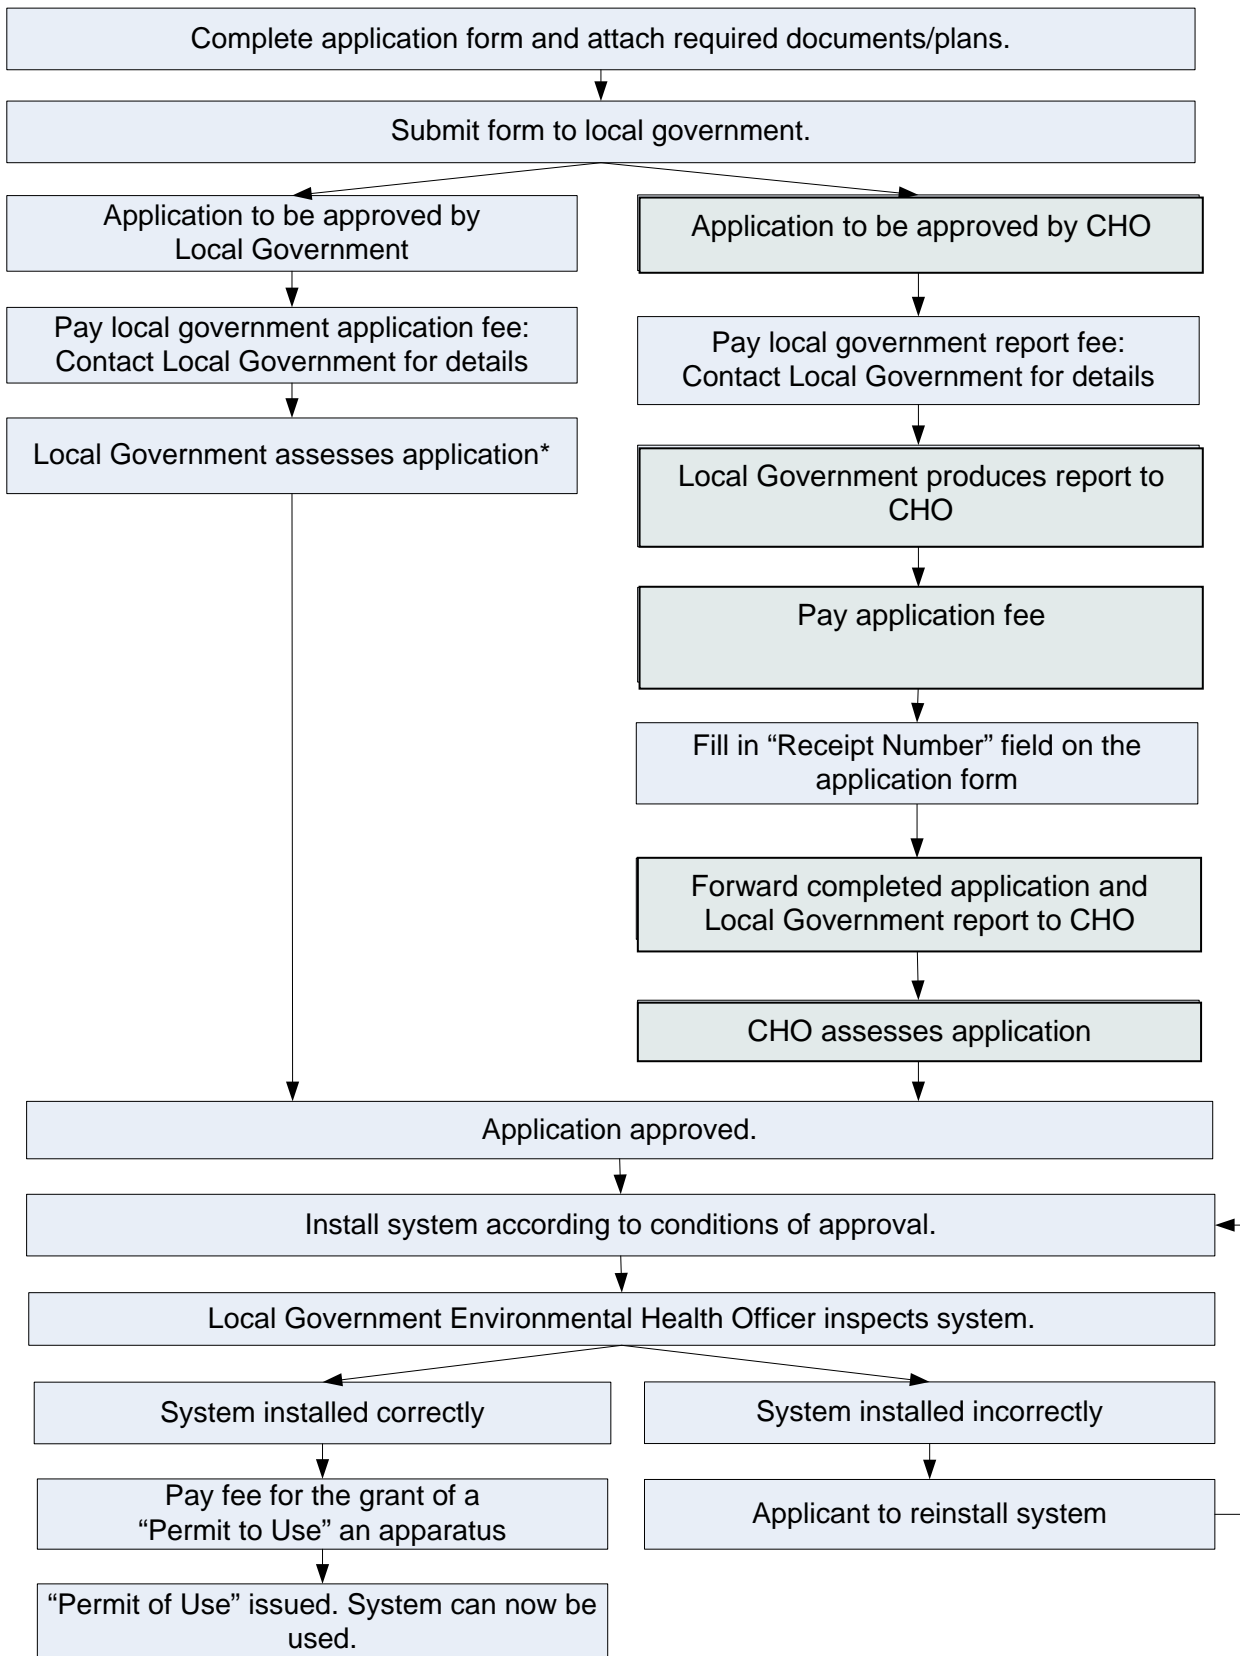 Complete application form and attach required documents/plans.
Submit form to local government.
Application to be approved by
Local Government
Pay local government application fee:
Contact Local Government for details
Local Government assesses application*
Application to be approved by CHO
Pay local government report fee:
Contact Local Government for details
Local Government produces report to
CHO
Pay application fee
Fill in “Receipt Number” field on the
application form
Forward completed application and
Local Government report to CHO
CHO assesses application
Application approved.
Install system according to conditions of approval.
Local Government Environmental Health Officer inspects system.
System installed correctly
Pay fee for the grant of a
“Permit to Use” an apparatus
“Permit of Use” issued. System can now be
used.
System installed incorrectly
Applicant to reinstall system